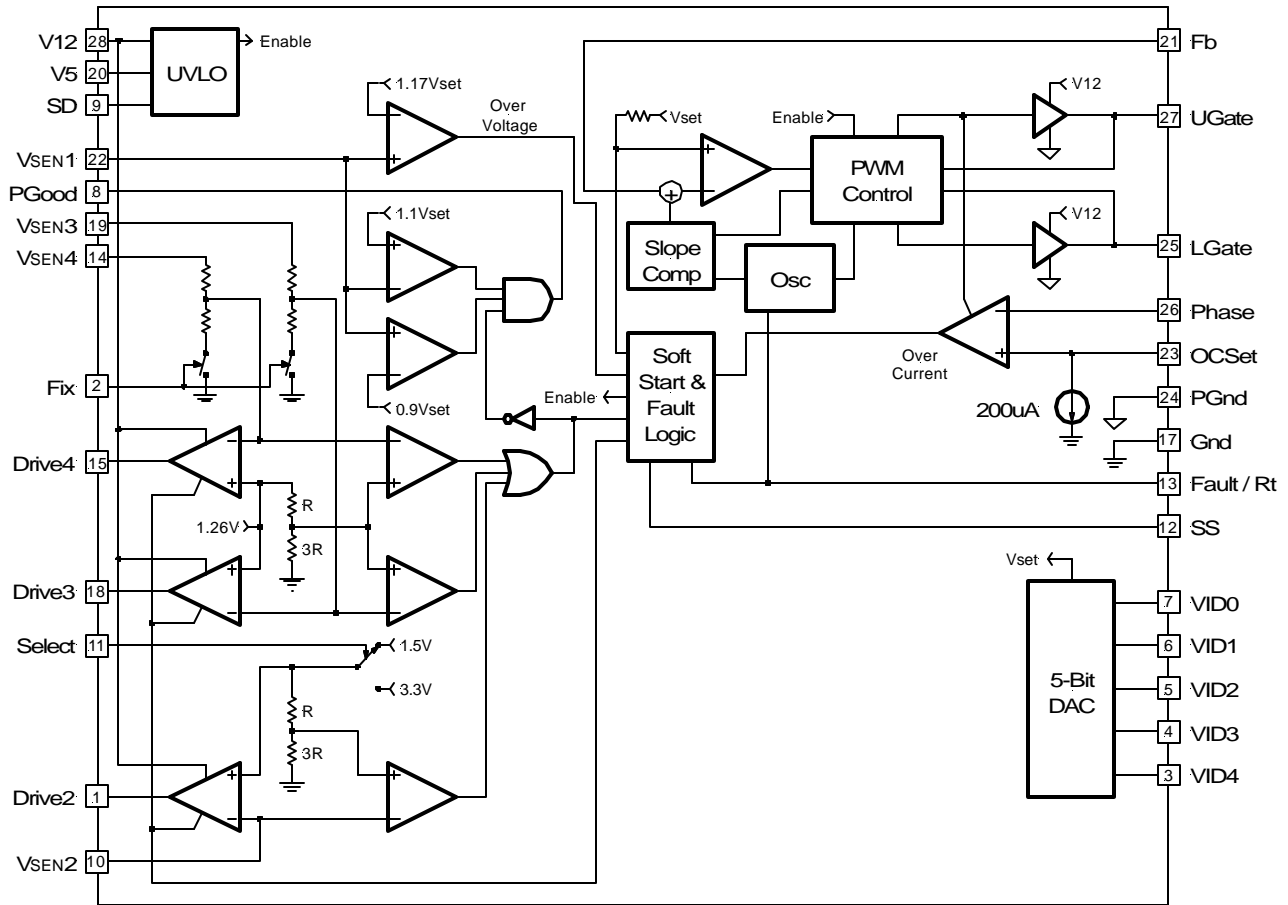 V12
28
V5
20
SD
9
UVLO
Enable
VSEN1
22
PGood
8
VSEN3
19
VSEN4
14
Fix
2
Drive4
15
Drive3
18
Select
11
Drive2
1
VSEN2
10
1.17Vset
Over
Voltage
1.1Vset
0.9Vset
1.26V
R
3R
1.5V
3.3V
R
3R
Vset
Enable
PWM
Control
Slope
Comp
Osc
V12
V12
Soft
Start &
Fault
Logic
Enable
Over
Current
200uA
Vset
5-Bit
DAC
21
Fb
27
UGate
25
LGate
26
Phase
23
OCSet
24
PGnd
17
Gnd
13
Fault / Rt
12
SS
7
VID0
6
VID1
5
VID2
4
VID3
3
VID4